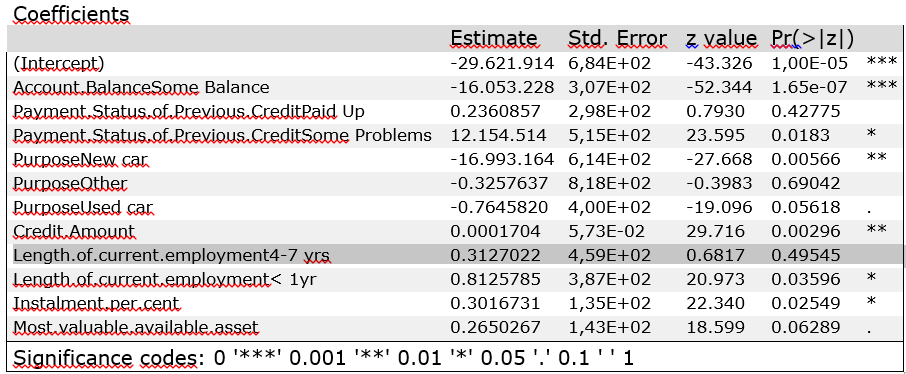 Coefficients
Estimate Std. Error z value Pr(>|z|)
(Intercept) -29.621.914 6,84E+02 -43.326 1,00E-05 ***
Account.BalanceSome Balance -16.053.228 3,07E+02 -52.344 1.65e-07 ***
Payment.Status.of.Previous.CreditPaid Up 0.2360857 2,98E+02 0.7930 0.42775
Payment.Status.of.Previous.CreditSome Problems 12.154.514 5,15E+02 23.595 0.0183 *
PurposeNew car -16.993.164 6,14E+02 -27.668 0.00566 **
PurposeOther -0.3257637 8,18E+02 -0.3983 0.69042
PurposeUsed car -0.7645820 4,00E+02 -19.096 0.05618 .
Credit.Amount 0.0001704 5,73E-02 29.716 0.00296 **
Length.of.current.employment4-7 yrs 0.3127022 4,59E+02 0.6817 0.49545
Length.of.current.employment< 1yr 0.8125785 3,87E+02 20.973 0.03596 *
Instalment.per.cent 0.3016731 1,35E+02 22.340 0.02549 *
Most.valuable.available.asset 0.2650267 1,43E+02 18.599 0.06289 .
Significance codes: 0 '***' 0.001 '**' 0.01 '*' 0.05 '.' 0.1 ' ' 1